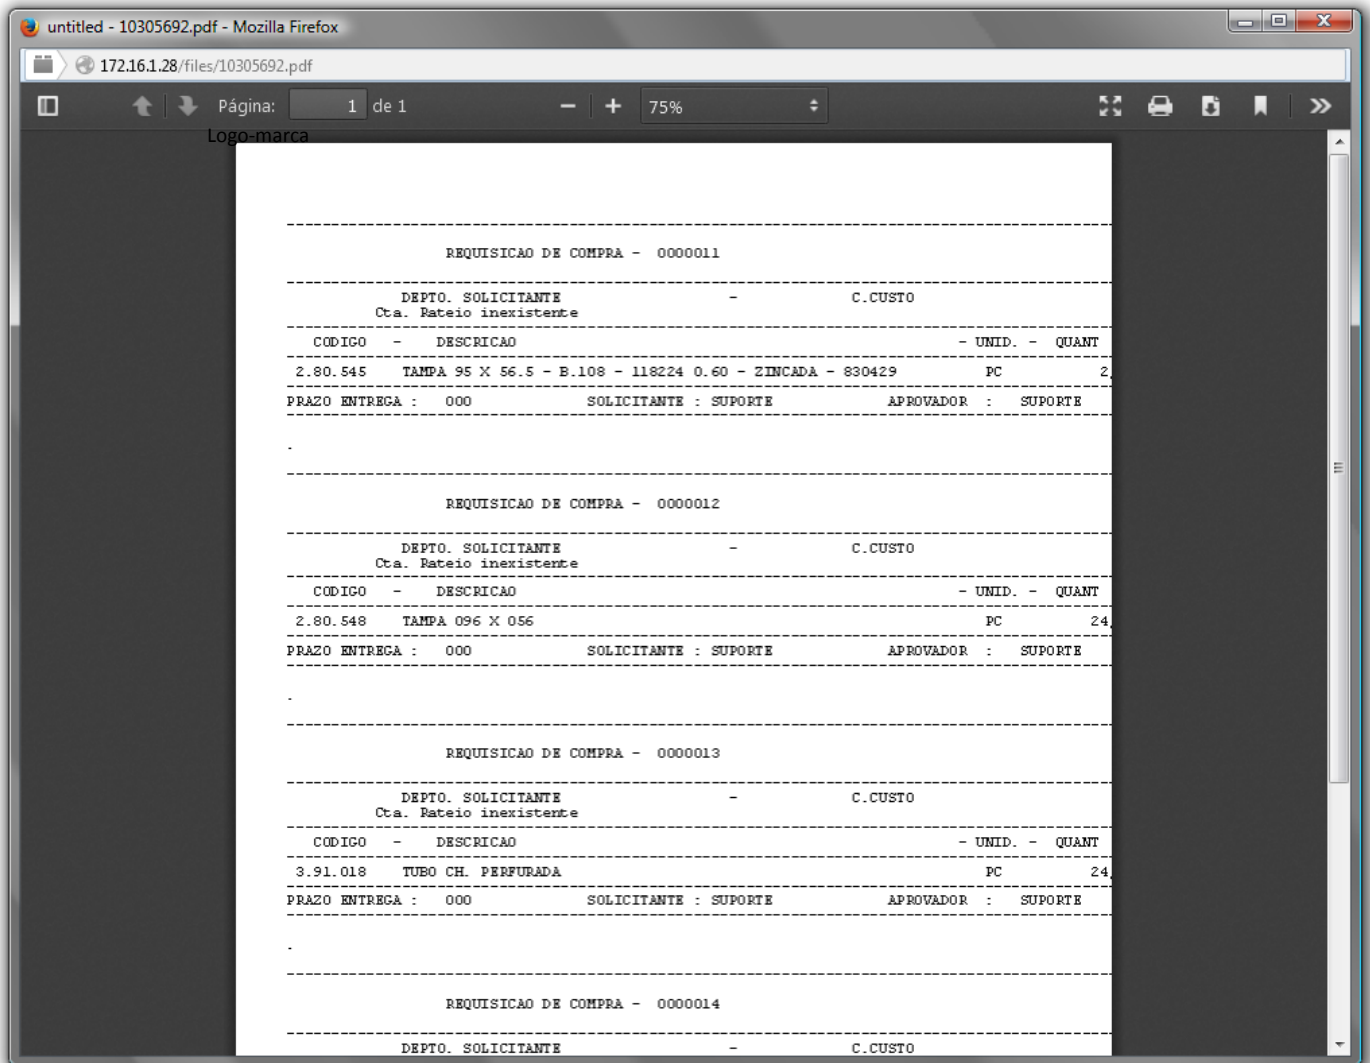 untitled - 10305692.pdf - Mozilla Firefox
172.16.1.28/files/10305692.pdf
Página: 1 de 1 75%
Logo-marca
REQUISICAO DE COMPRA - 0000011
DEPTO. SOLICITANTE - C.CUSTO
Cta. Rateio inexistente
CODIGO - DESCRICAO - UNID. - QUANT
2.80.545 TAMPA 95 X 56.5 - B.108 - 118224 0.60 - ZINCADA - 830429 PC 2,
PRAZO ENTREGA : 000 SOLICITANTE : SUPORTE APROVADOR : SUPORTE
.
REQUISICAO DE COMPRA - 0000012
DEPTO. SOLICITANTE - C.CUSTO
Cta. Rateio inexistente
CODIGO - DESCRICAO - UNID. - QUANT
2.80.548 TAMPA 096 X 056 PC 24,
PRAZO ENTREGA : 000 SOLICITANTE : SUPORTE APROVADOR : SUPORTE
.
REQUISICAO DE COMPRA - 0000013
DEPTO. SOLICITANTE - C.CUSTO
Cta. Rateio inexistente
CODIGO - DESCRICAO - UNID. - QUANT
3.91.018 TUBO CH. PERFURADA PC 24,
PRAZO ENTREGA : 000 SOLICITANTE : SUPORTE APROVADOR : SUPORTE
.
REQUISICAO DE COMPRA - 0000014
DEPTO. SOLICITANTE - C.CUSTO